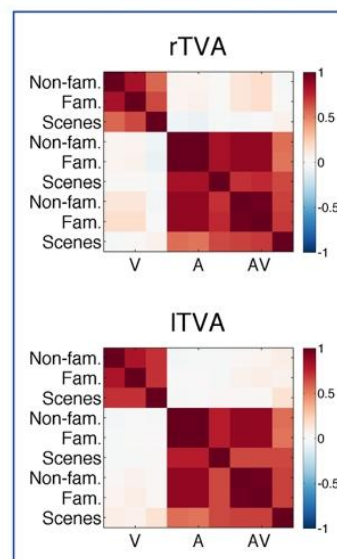 rTVA
Non-fam.
Fam.
Scenes
Non-fam.
Fam.
Scenes
Non-fam.
Fam.
Scenes
V A AV
1
0.5
0
-0.5
-1
lTVA
Non-fam.
Fam.
Scenes
Non-fam.
Fam.
Scenes
Non-fam.
Fam.
Scenes
V A AV
1
0.5
0
-0.5
-1